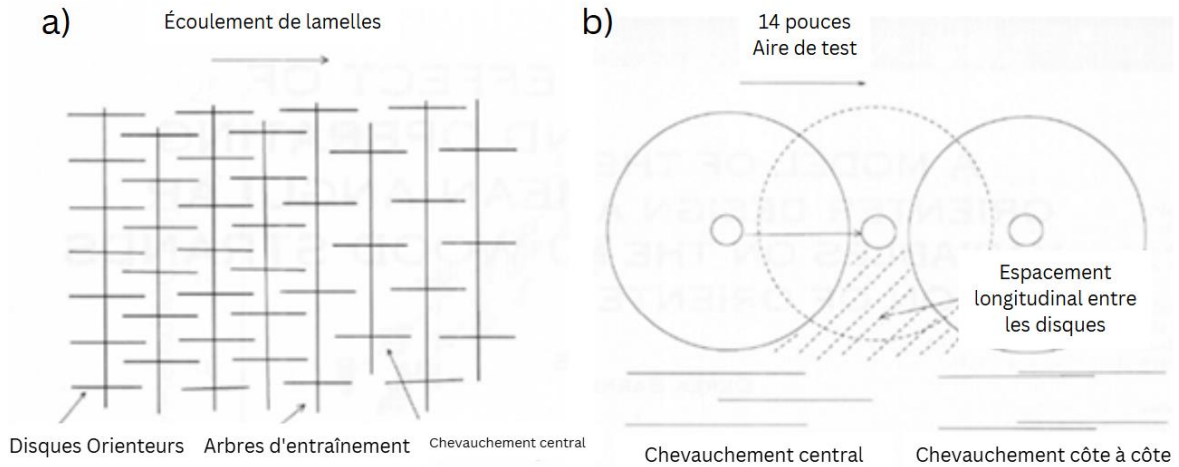 a)
Écoulement de lamelles
Disques Orienteurs
Arbres d'entraînement
Chevauchement central
b)
14 pouces
Aire de test
Espacement
longitudinal entre
les disques
Chevauchement central
Chevauchement côte à côte